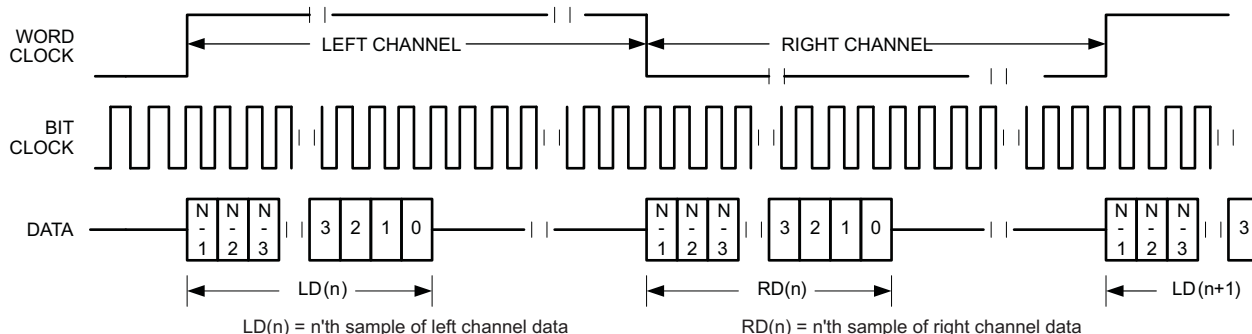 WORD
CLOCK
LEFT CHANNEL
RIGHT CHANNEL
BIT
CLOCK
DATA
N-1 N-2 N-3 3 2 1 0
N-1 N-2 N-3 3 2 1 0
N-1 N-2 N-3 3
LD(n)
RD(n)
LD(n+1)
LD(n) = n'th sample of left channel data
RD(n) = n'th sample of right channel data